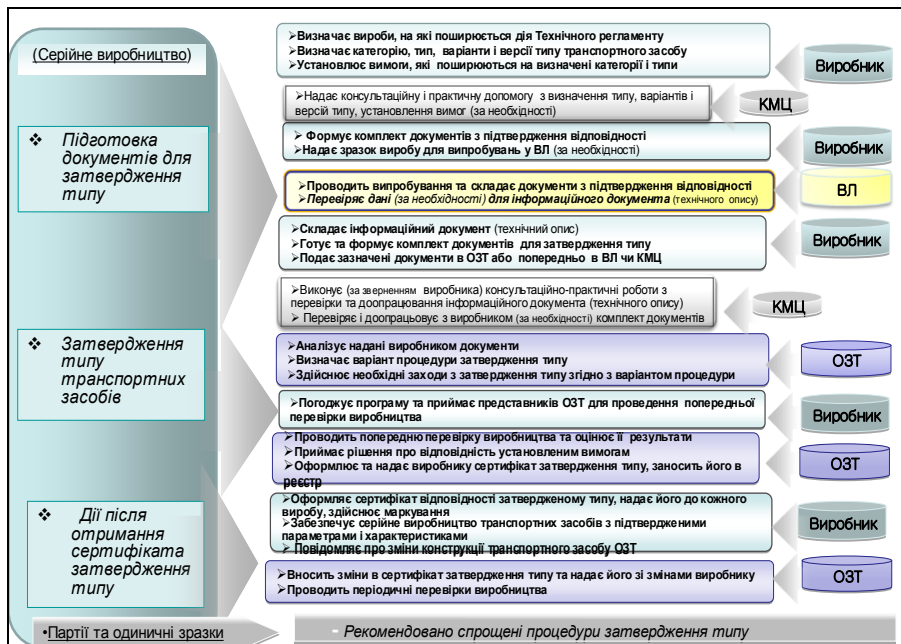 (Серійне виробництво)
➢Визначає вироби, на які поширюється дія Технічного регламенту
➢Визначає категорію, тип, варіанти і версії типу транспортного засобу
➢Установлює вимоги, які поширюються на визначені категорії і типи
Виробник
➢Надає консультаційну і практичну допомогу з визначення типу, варіантів і
версій типу, установлення вимог (за необхідності)
КМЦ
❖ Підготовка
документів для
затвердження
типу
➢ Формує комплект документів з підтвердження відповідності
➢Надає зразок виробу для випробувань у ВЛ (за необхідності)
Виробник
➢Проводить випробування та складає документи з підтвердження відповідності
➢Перевіряє дані (за необхідності) для інформаційного документа (технічного опису)
ВЛ
➢Складає інформаційний документ (технічний опис)
➢Готує та формує комплект документів для затвердження типу
➢Подає зазначені документи в ОЗТ або попередньо в ВЛ чи КМЦ
Виробник
➢Виконує (за зверненням виробника) консультаційно-практичні роботи з
перевірки та доопрацювання інформаційного документа (технічного опису)
➢ Перевіряє і доопрацьовує з виробником (за необхідності) комплект документів
КМЦ
❖ Затвердження
типу
транспортних
засобів
➢Аналізує надані виробником документи
➢Визначає варіант процедури затвердження типу
➢Здійснює необхідні заходи з затвердження типу згідно з варіантом процедури
ОЗТ
➢Погоджує програму та приймає представників ОЗТ для проведення попередньої
перевірки виробництва
Виробник
➢Проводить попередню перевірку виробництва та оцінює її результати
➢Приймає рішення про відповідність установленим вимогам
➢Оформлює та надає виробнику сертифікат затвердження типу, заносить його в
реєстр
ОЗТ
❖ Дії після
отримання
сертифіката
затвердження
типу
➢Оформляє сертифікат відповідності затвердженому типу, надає його до кожного
виробу, здійснює маркування
➢Забезпечує серійне виробництво транспортних засобів з підтвердженими
параметрами і характеристиками
➢ Повідомляє про зміни конструкції транспортного засобу ОЗТ
Виробник
➢Вносить зміни в сертифікат затвердження типу та надає його зі змінами виробнику
➢Проводить періодичні перевірки виробництва
ОЗТ
•Партії та одиничні зразки
- Рекомендовано спрощені процедури затвердження типу